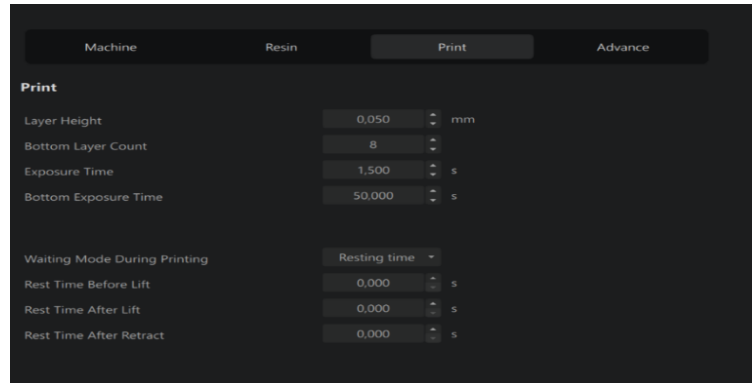 Machine Resin Print Advance
Print
Layer Height 0,050 mm
Bottom Layer Count 8
Exposure Time 1,500 s
Bottom Exposure Time 50,000 s
Waiting Mode During Printing Resting time
Rest Time Before Lift 0,000 s
Rest Time After Lift 0,000 s
Rest Time After Retract 0,000 s